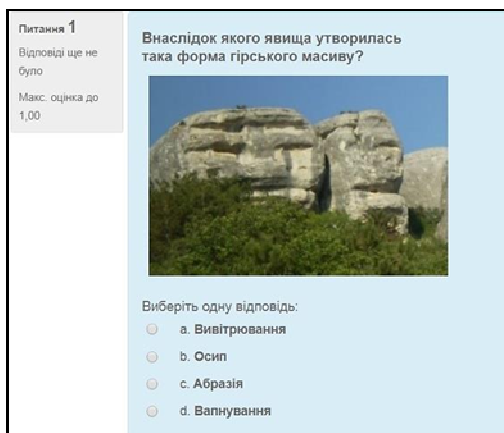 Питання 1
Відповіді ще не
було
Макс. оцінка до
1,00
Внаслідок якого явища утворилась
така форма гірського масиву?
Виберіть одну відповідь:
a. Вивітрювання
b. Осип
c. Абразія
d. Вапнування